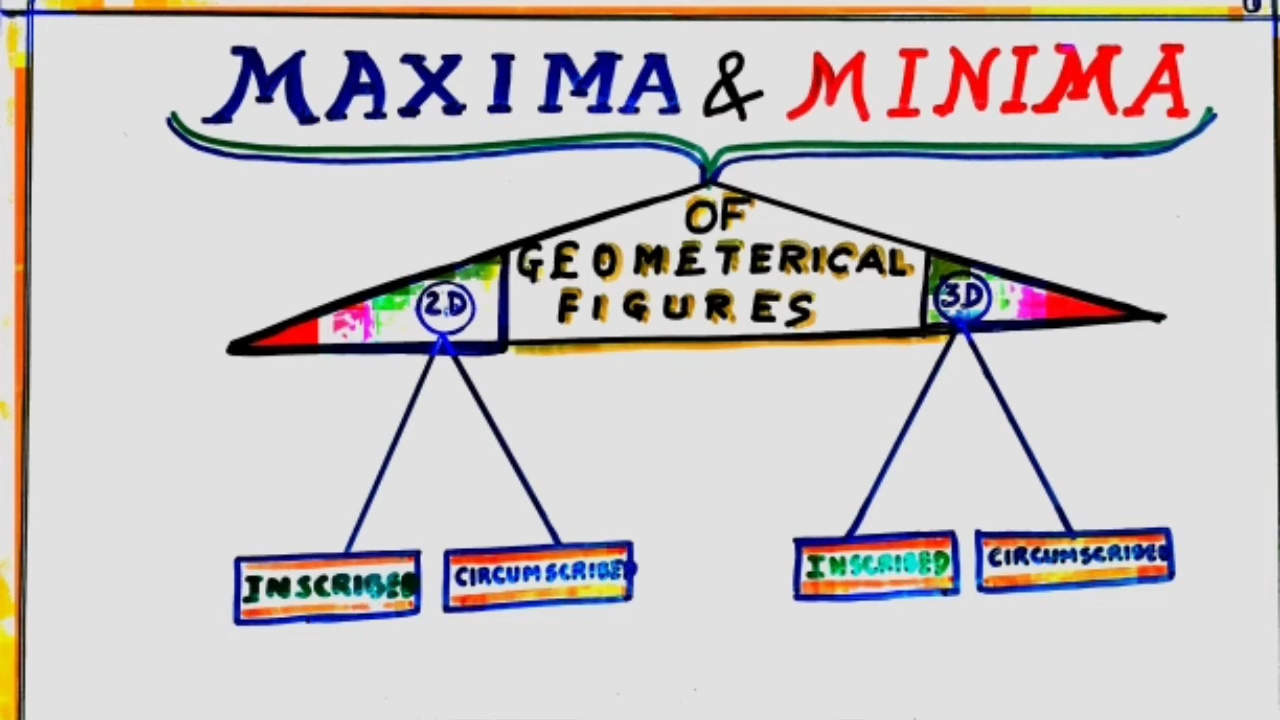 MAXIMA & MINIMA
OF
GEOMETERICAL
FIGURES
2D
3D
INSCRIBED
CIRCUMSCRIBED
INSCRIBED
CIRCUMSCRIBED